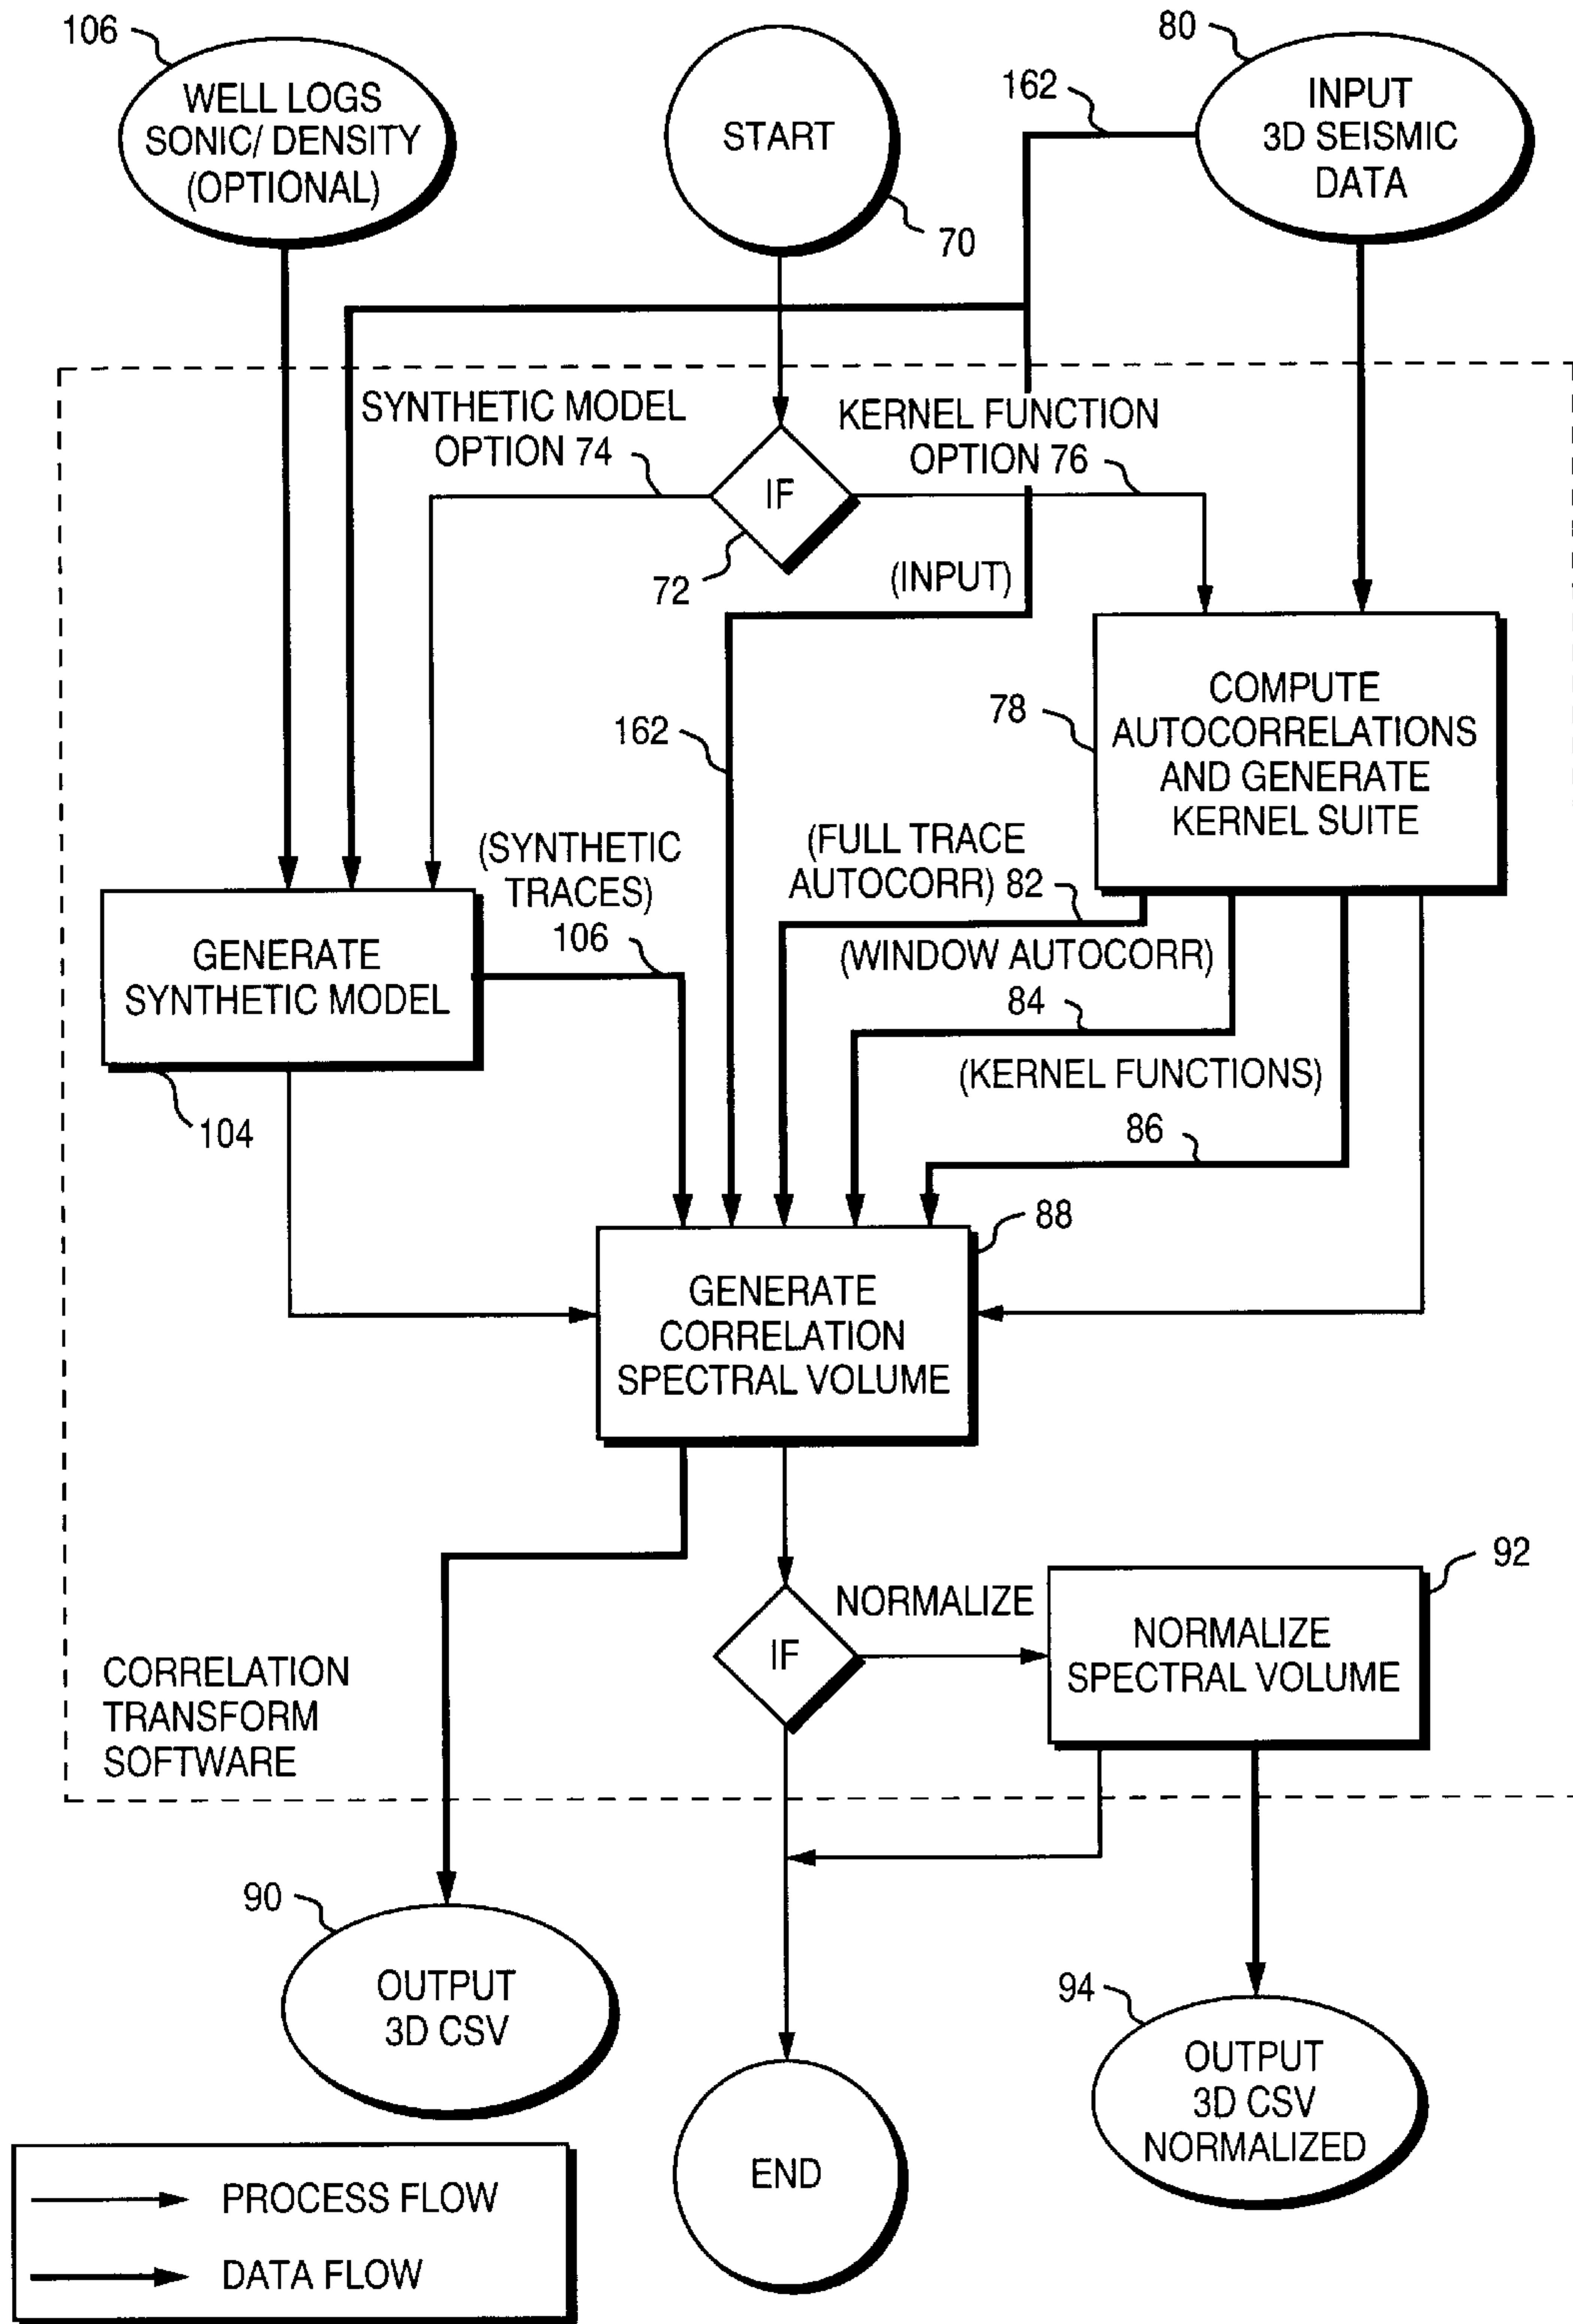 106
WELL LOGS
SONIC/ DENSITY
(OPTIONAL)
START
70
80
162
INPUT
3D SEISMIC
DATA
SYNTHETIC MODEL
OPTION 74
KERNEL FUNCTION
OPTION 76
IF
72
(INPUT)
162
78
COMPUTE
AUTOCORRELATIONS
AND GENERATE
KERNEL SUITE
(SYNTHETIC
TRACES)
106
(FULL TRACE
AUTOCORR) 82
(WINDOW AUTOCORR)
84
(KERNEL FUNCTIONS)
86
GENERATE
SYNTHETIC MODEL
104
88
GENERATE
CORRELATION
SPECTRAL VOLUME
IF
NORMALIZE
92
NORMALIZE
SPECTRAL VOLUME
CORRELATION
TRANSFORM
SOFTWARE
90
OUTPUT
3D CSV
94
OUTPUT
3D CSV
NORMALIZED
END
PROCESS FLOW
DATA FLOW